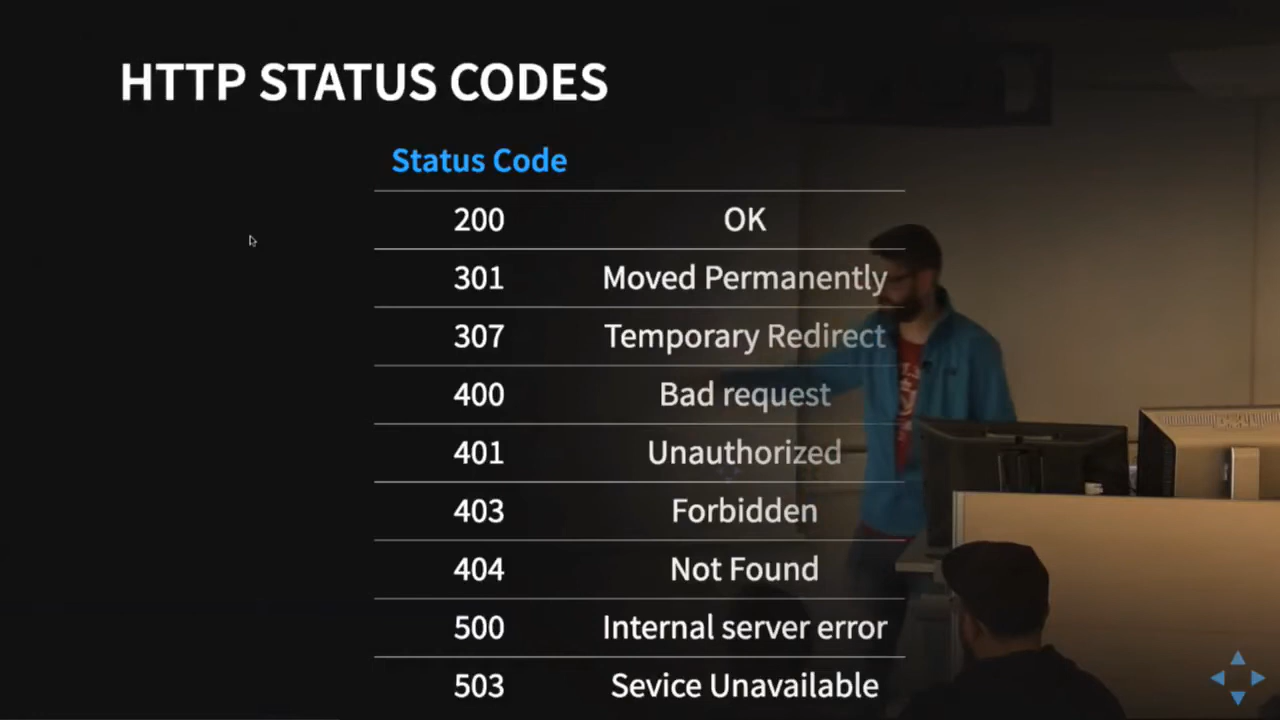 HTTP STATUS CODES
Status Code
200 OK
301 Moved Permanently
307 Temporary Redirect
400 Bad request
401 Unauthorized
403 Forbidden
404 Not Found
500 Internal server error
503 Sevice Unavailable
DELL